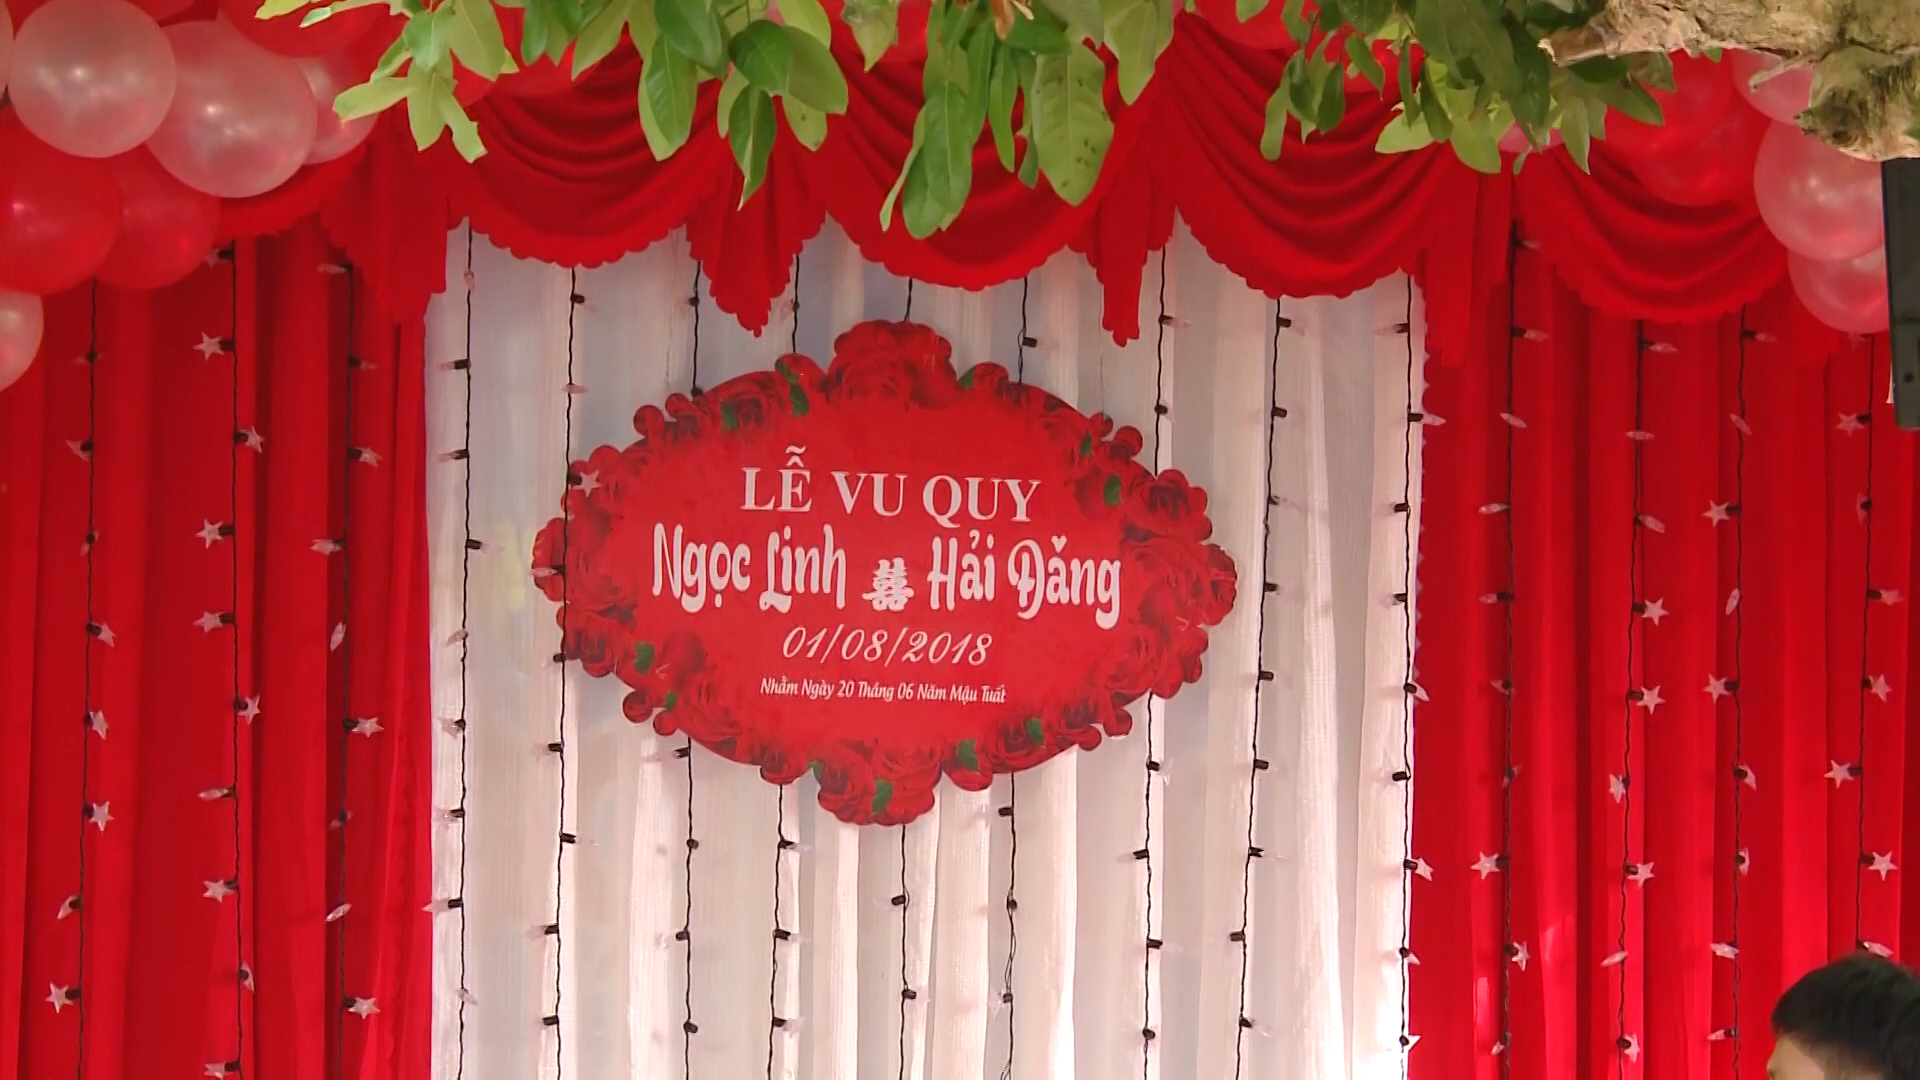 LỄ VU QUY
Ngọc Linh 囍 Hải Đăng
01/08/2018
Nhằm Ngày 20 Tháng 06 Năm Mậu Tuất